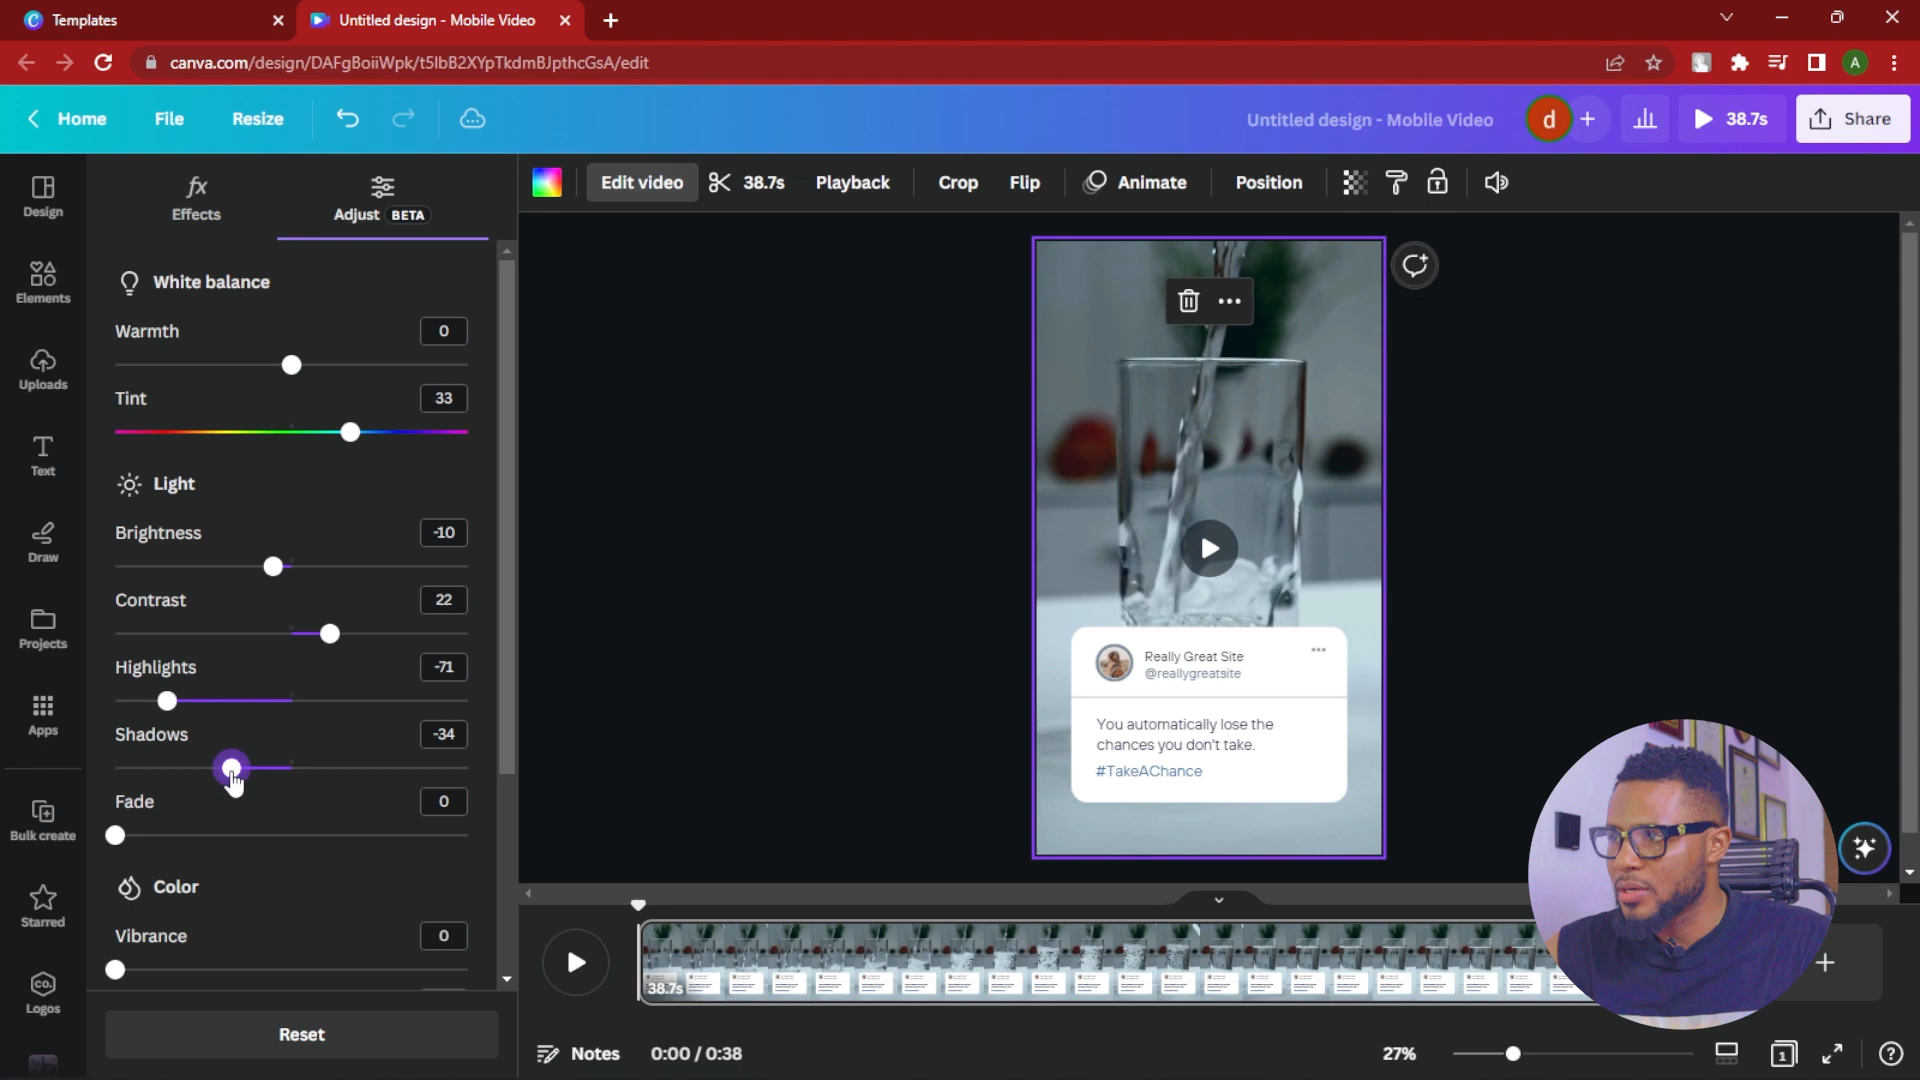 Templates
Untitled design - Mobile Video
canva.com/design/DAFgBoiiWpk/t5IbB2XYpTkdmBJpthcGsA/edit
A
Home
File
Resize
Untitled design - Mobile Video
d
38.7s
Share
Design
Elements
Uploads
Text
Draw
Projects
Apps
Bulk create
Starred
CO.
Logos
fx
Effects
Adjust BETA
White balance
Warmth 0
Tint 33
Light
Brightness -10
Contrast 22
Highlights -71
Shadows -34
Fade 0
Color
Vibrance 0
Reset
Edit video
38.7s
Playback
Crop
Flip
Animate
Position
Really Great Site
@reallygreatsite
You automatically lose the
chances you don't take.
#TakeAChance
38.7s
Notes
0:00 / 0:38
27%
1